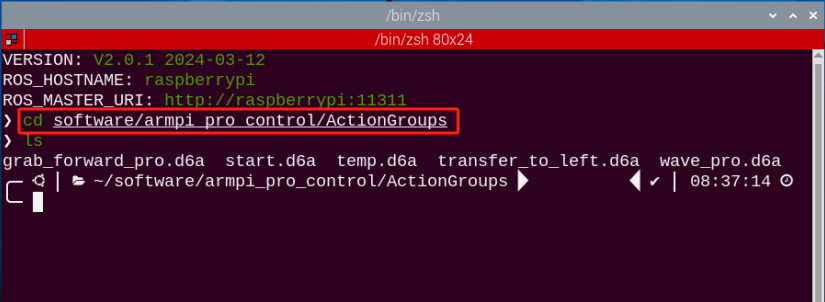 /bin/zsh
/bin/zsh 80x24
VERSION: V2.0.1 2024-03-12
ROS_HOSTNAME: raspberrypi
ROS_MASTER_URI: http://raspberrypi:11311
❯ cd software/armpi_pro_control/ActionGroups
❯ ls
grab_forward_pro.d6a start.d6a temp.d6a transfer_to_left.d6a wave_pro.d6a
~/software/armpi_pro_control/ActionGroups ✔ 08:37:14